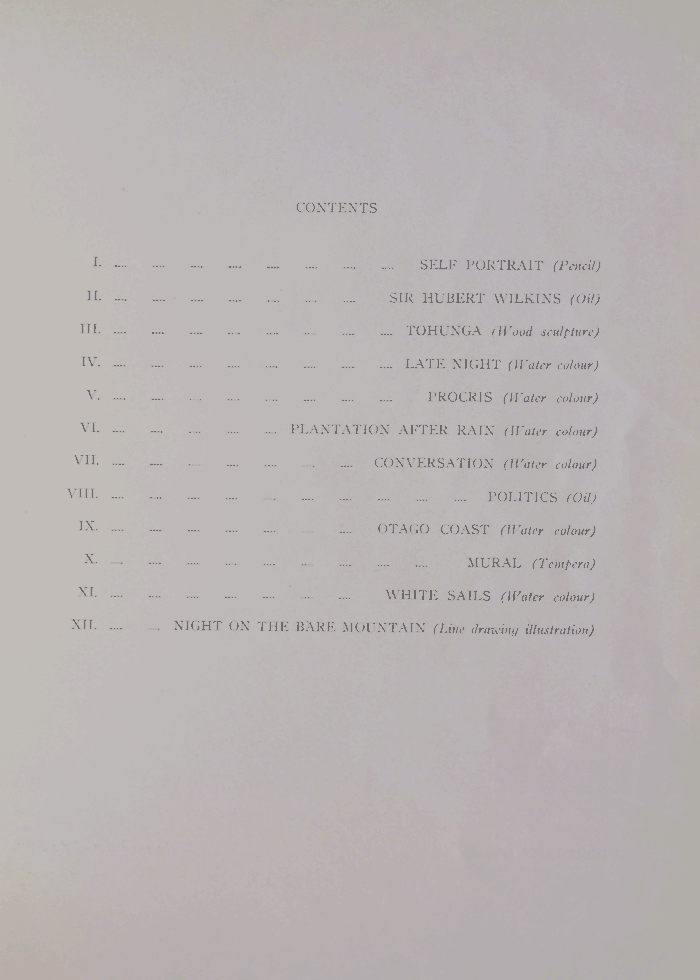 CONTENTS
I. .... .... .... .... .... .... .... .... SELF PORTRAIT (Pencil)
II. .... .... .... .... .... .... .... SIR HUBERT WILKINS (Oil)
III. .... .... .... .... .... .... .... .... TOHUNGA (Wood sculpture)
IV. .... .... .... .... .... .... .... .... LATE NIGHT (Water colour)
V. .... .... .... .... .... .... .... .... PROCRIS (Water colour)
VI. .... .... .... .... .... PLANTATION AFTER RAIN (Water colour)
VII. .... .... .... .... .... .... .... CONVERSATION (Water colour)
VIII. .... .... .... .... .... .... .... .... .... .... POLITICS (Oil)
IX. .... .... .... .... .... .... .... OTAGO COAST (Water colour)
X. .... .... .... .... .... .... .... .... .... MURAL (Tempera)
XI. .... .... .... .... .... .... .... WHITE SAILS (Water colour)
XII. .... .... NIGHT ON THE BARE MOUNTAIN (Line drawing illustration)